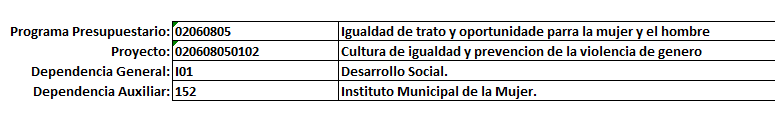 Programa Presupuestario: 02060805 Igualdad de trato y oportunidade parra la mujer y el hombre
Proyecto: 020608050102 Cultura de igualdad y prevencion de la violencia de genero
Dependencia General: I01 Desarrollo Social.
Dependencia Auxiliar: 152 Instituto Municipal de la Mujer.